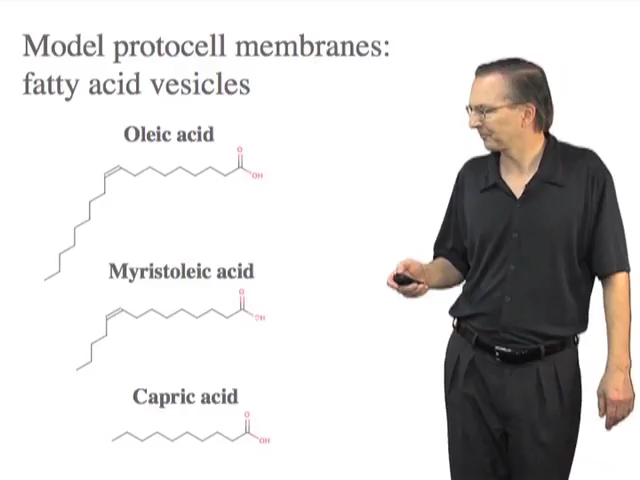 Model protocell membranes:
fatty acid vesicles
Oleic acid
O
OH
Myristoleic acid
O
OH
Capric acid
O
OH